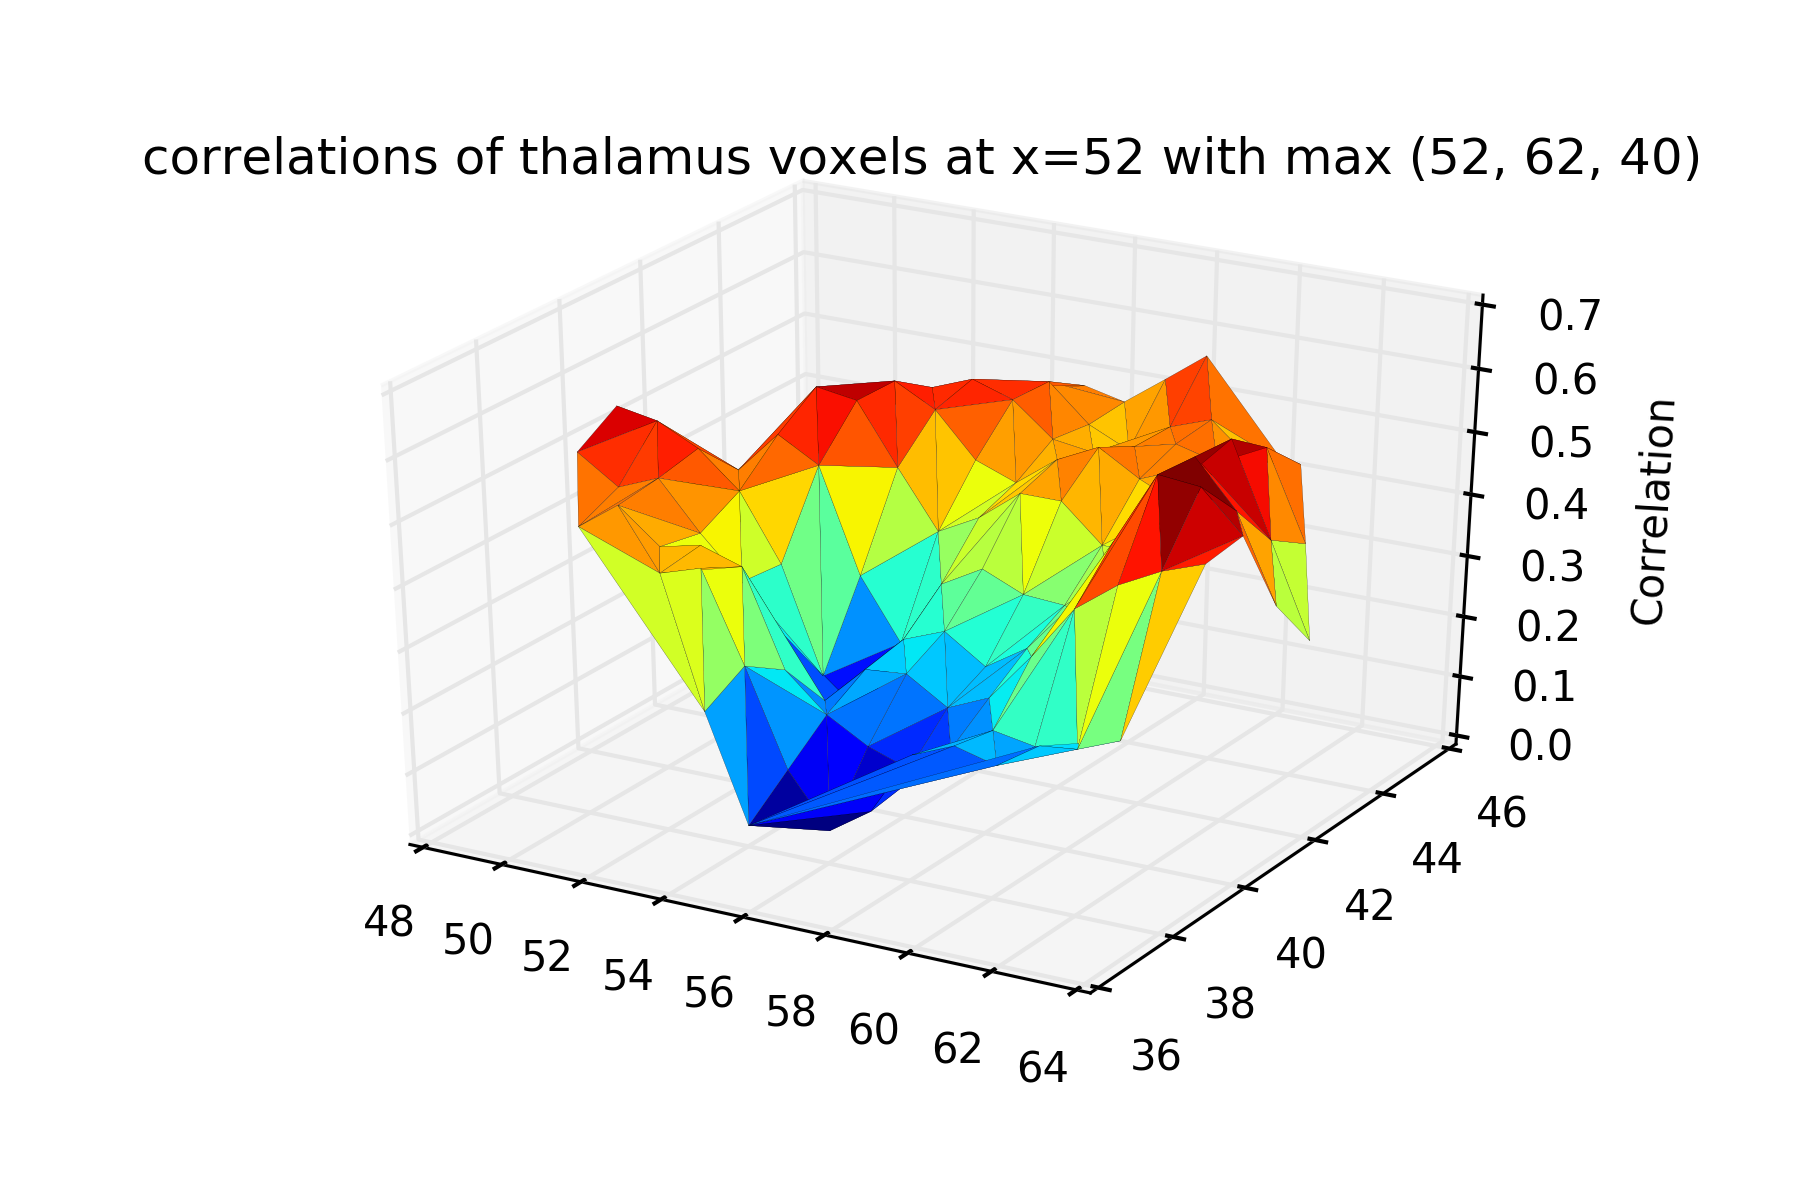 correlations of thalamus voxels at x=52 with max (52, 62, 40)
0.7
0.6
0.5
0.4
0.3
0.2
0.1
0.0
Correlation
48 50 52 54 56 58 60 62 64
36 38 40 42 44 46